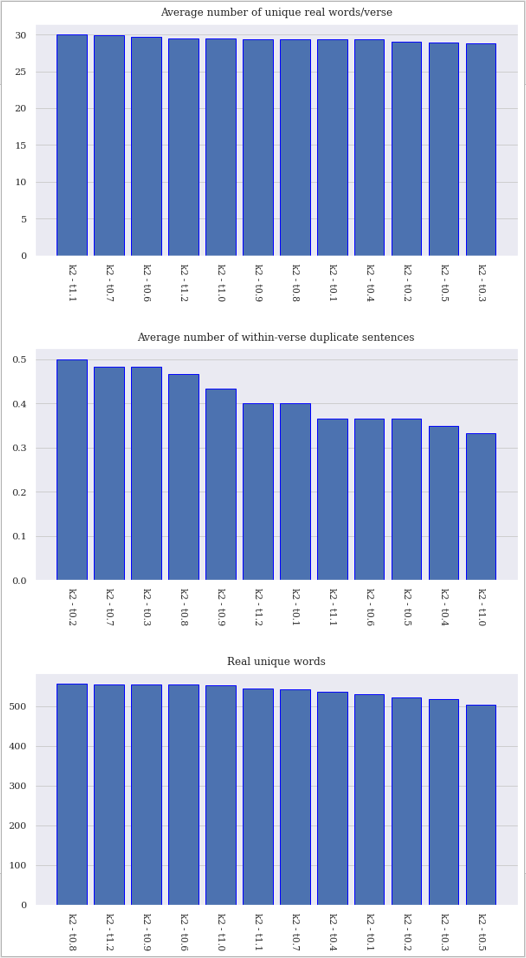 Average number of unique real words/verse
30
25
20
15
10
5
0
k2 - t1.1
k2 - t0.7
k2 - t0.6
k2 - t1.2
k2 - t1.0
k2 - t0.9
k2 - t0.8
k2 - t0.1
k2 - t0.4
k2 - t0.2
k2 - t0.5
k2 - t0.3
Average number of within-verse duplicate sentences
0.5
0.4
0.3
0.2
0.1
0.0
k2 - t0.2
k2 - t0.7
k2 - t0.3
k2 - t0.8
k2 - t0.9
k2 - t1.2
k2 - t0.1
k2 - t1.1
k2 - t0.6
k2 - t0.5
k2 - t0.4
k2 - t1.0
Real unique words
500
400
300
200
100
0
k2 - t0.8
k2 - t1.2
k2 - t0.9
k2 - t0.6
k2 - t1.0
k2 - t1.1
k2 - t0.7
k2 - t0.4
k2 - t0.1
k2 - t0.2
k2 - t0.3
k2 - t0.5